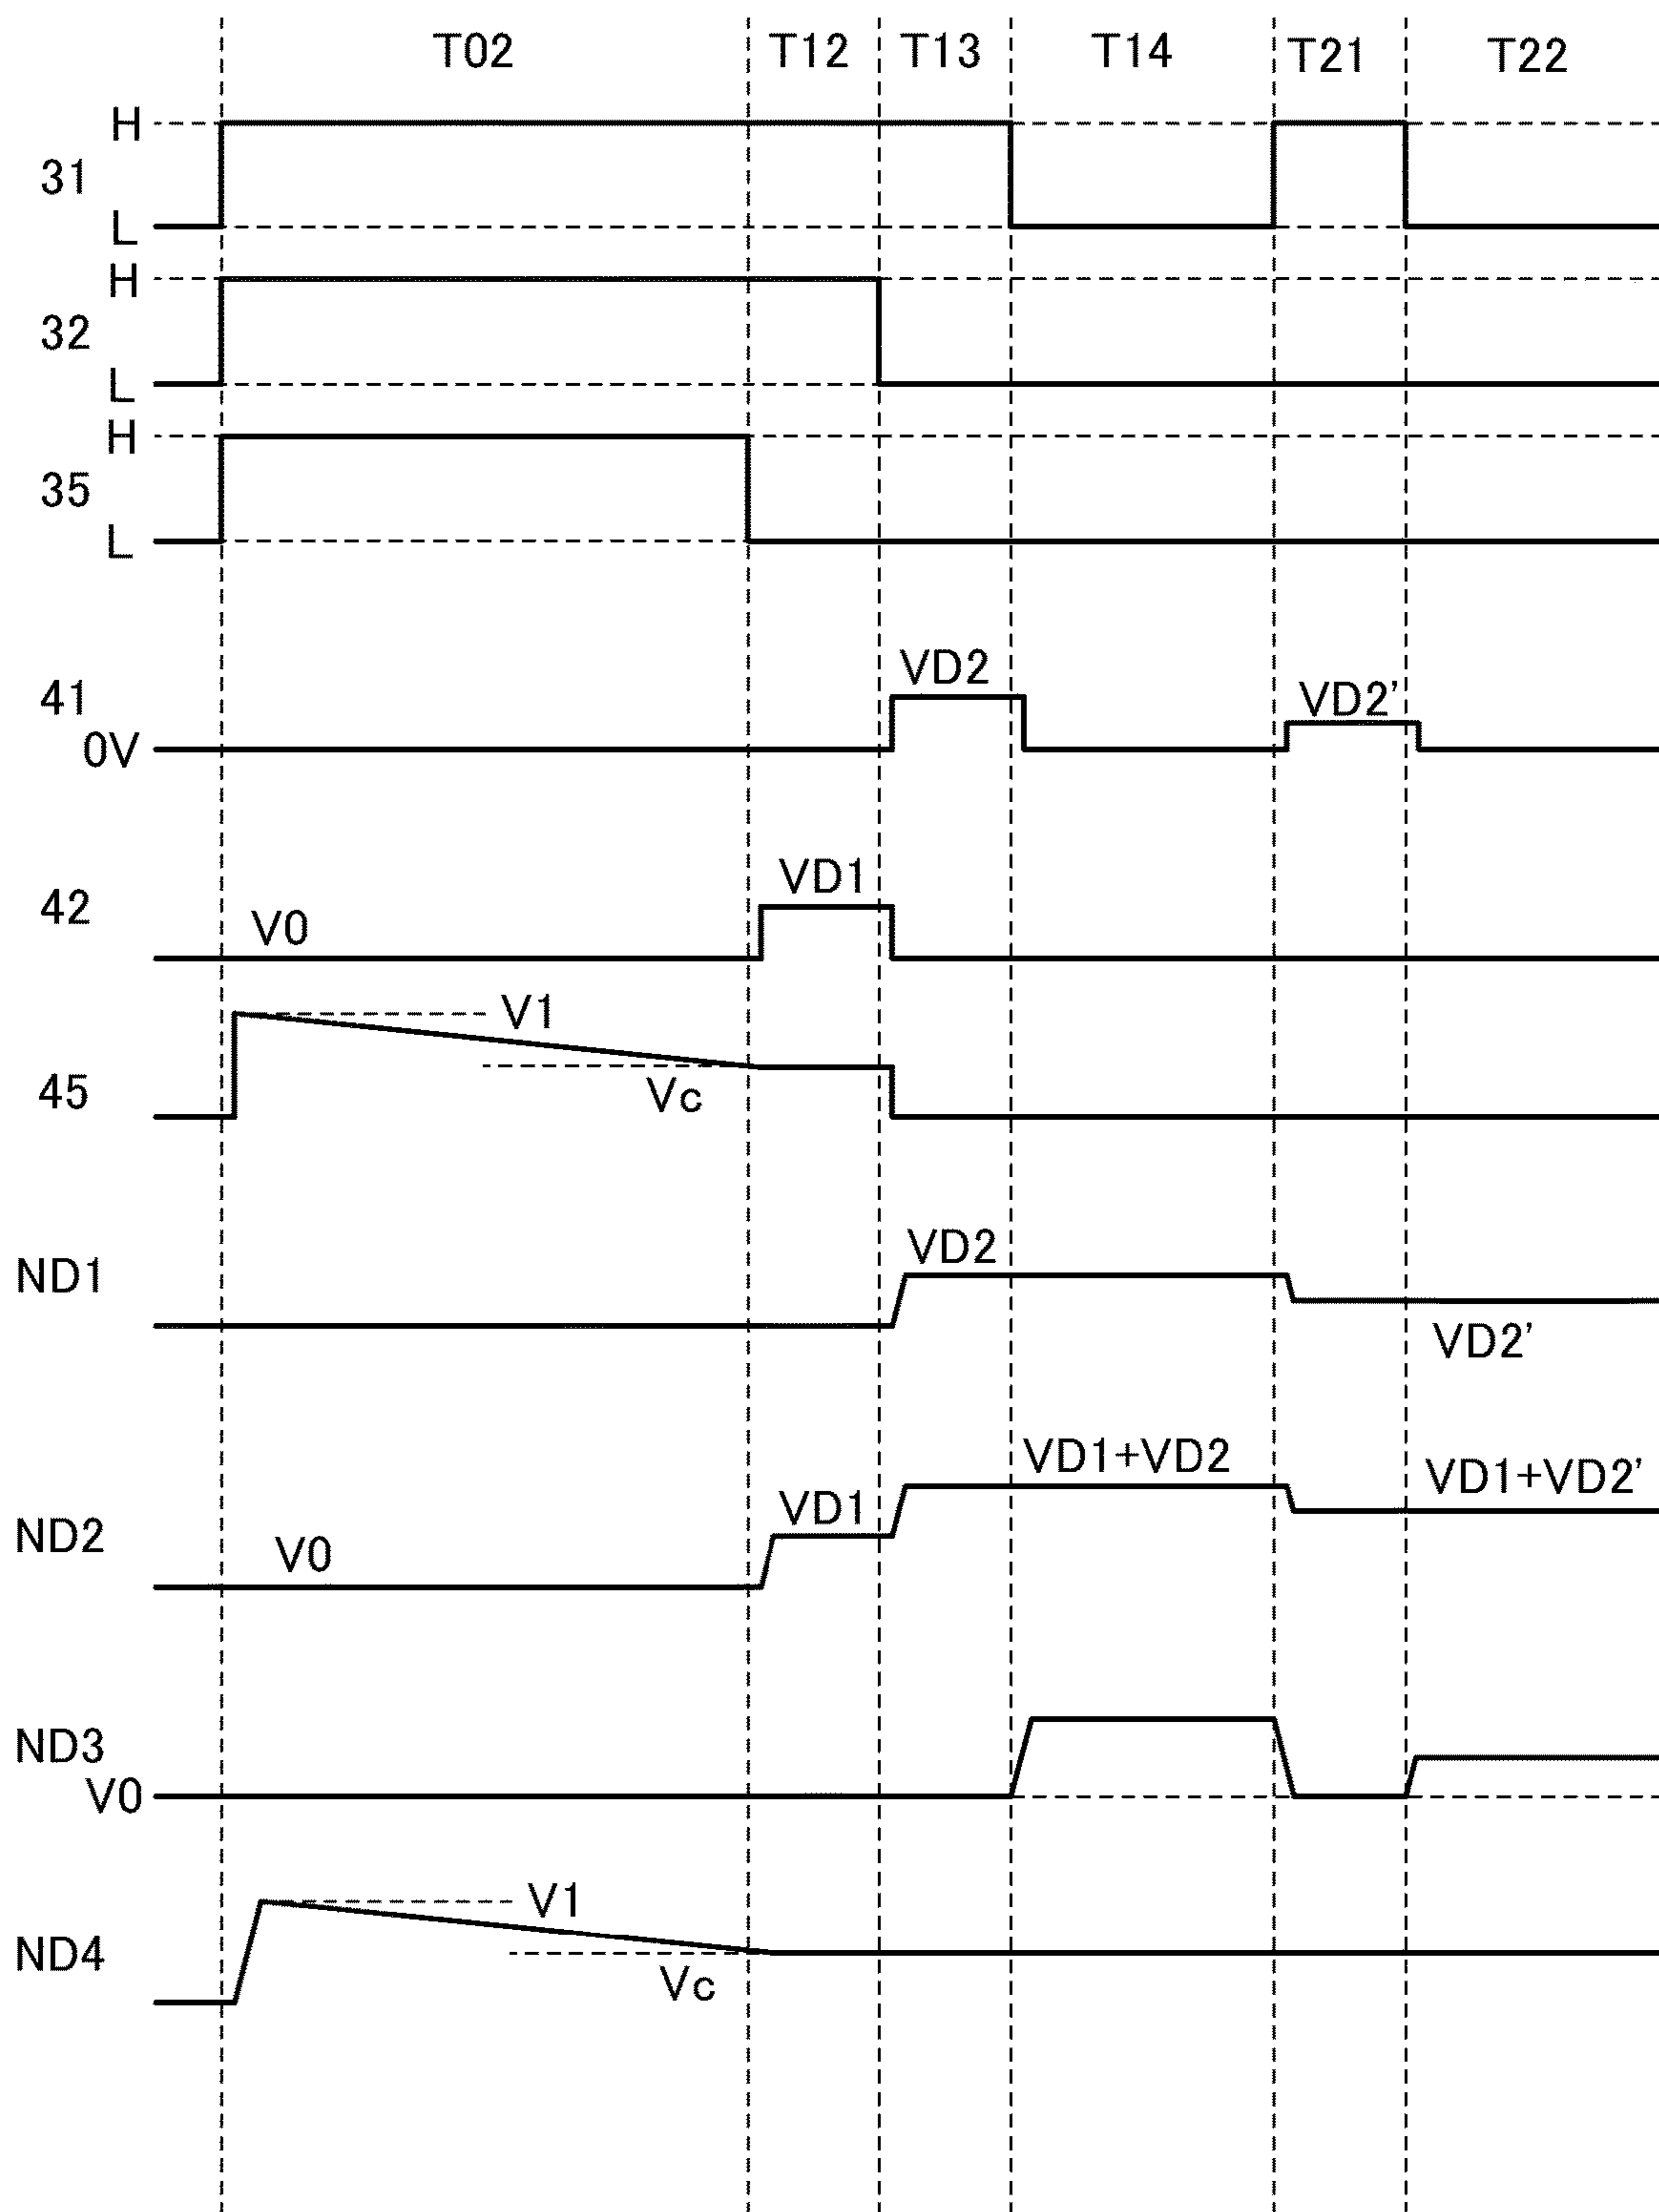 T02 T12 T13 T14 T21 T22
H
31
L
H
32
L
H
35
L
VD2
VD2'
41
0V
VD1
42
V0
V1
45
Vc
VD2
ND1
VD2'
VD1+VD2
VD1+VD2'
VD1
ND2
V0
ND3
V0
V1
ND4
Vc